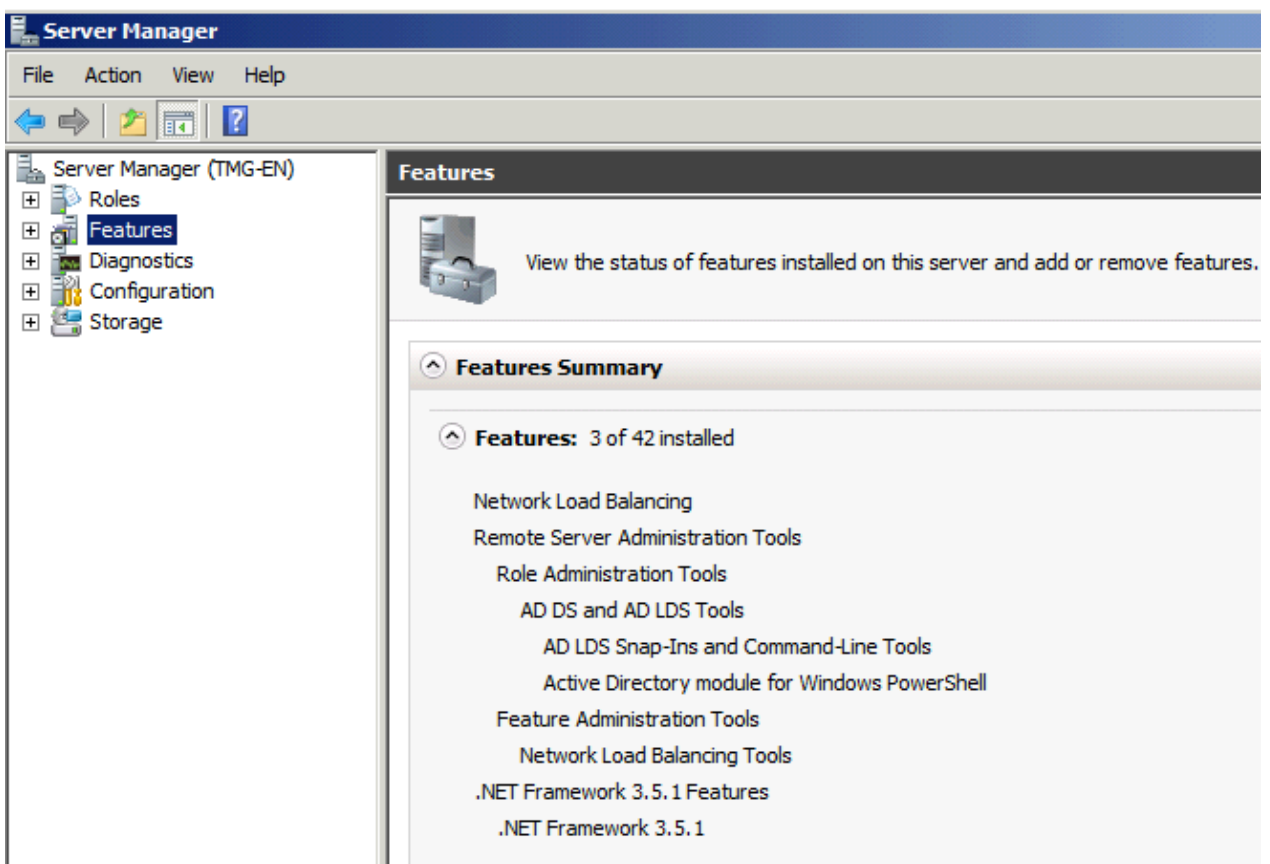 Server Manager
File Action View Help
Server Manager (TMG-EN)
Roles
Features
Diagnostics
Configuration
Storage
Features
View the status of features installed on this server and add or remove features.
Features Summary
Features: 3 of 42 installed
Network Load Balancing
Remote Server Administration Tools
Role Administration Tools
AD DS and AD LDS Tools
AD LDS Snap-Ins and Command-Line Tools
Active Directory module for Windows PowerShell
Feature Administration Tools
Network Load Balancing Tools
.NET Framework 3.5.1 Features
.NET Framework 3.5.1